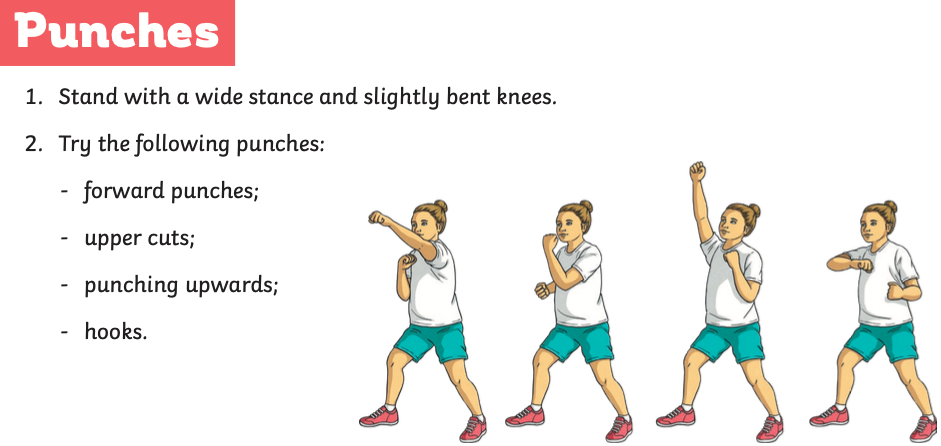 Punches
1. Stand with a wide stance and slightly bent knees.
2. Try the following punches:
- forward punches;
- upper cuts;
- punching upwards;
- hooks.